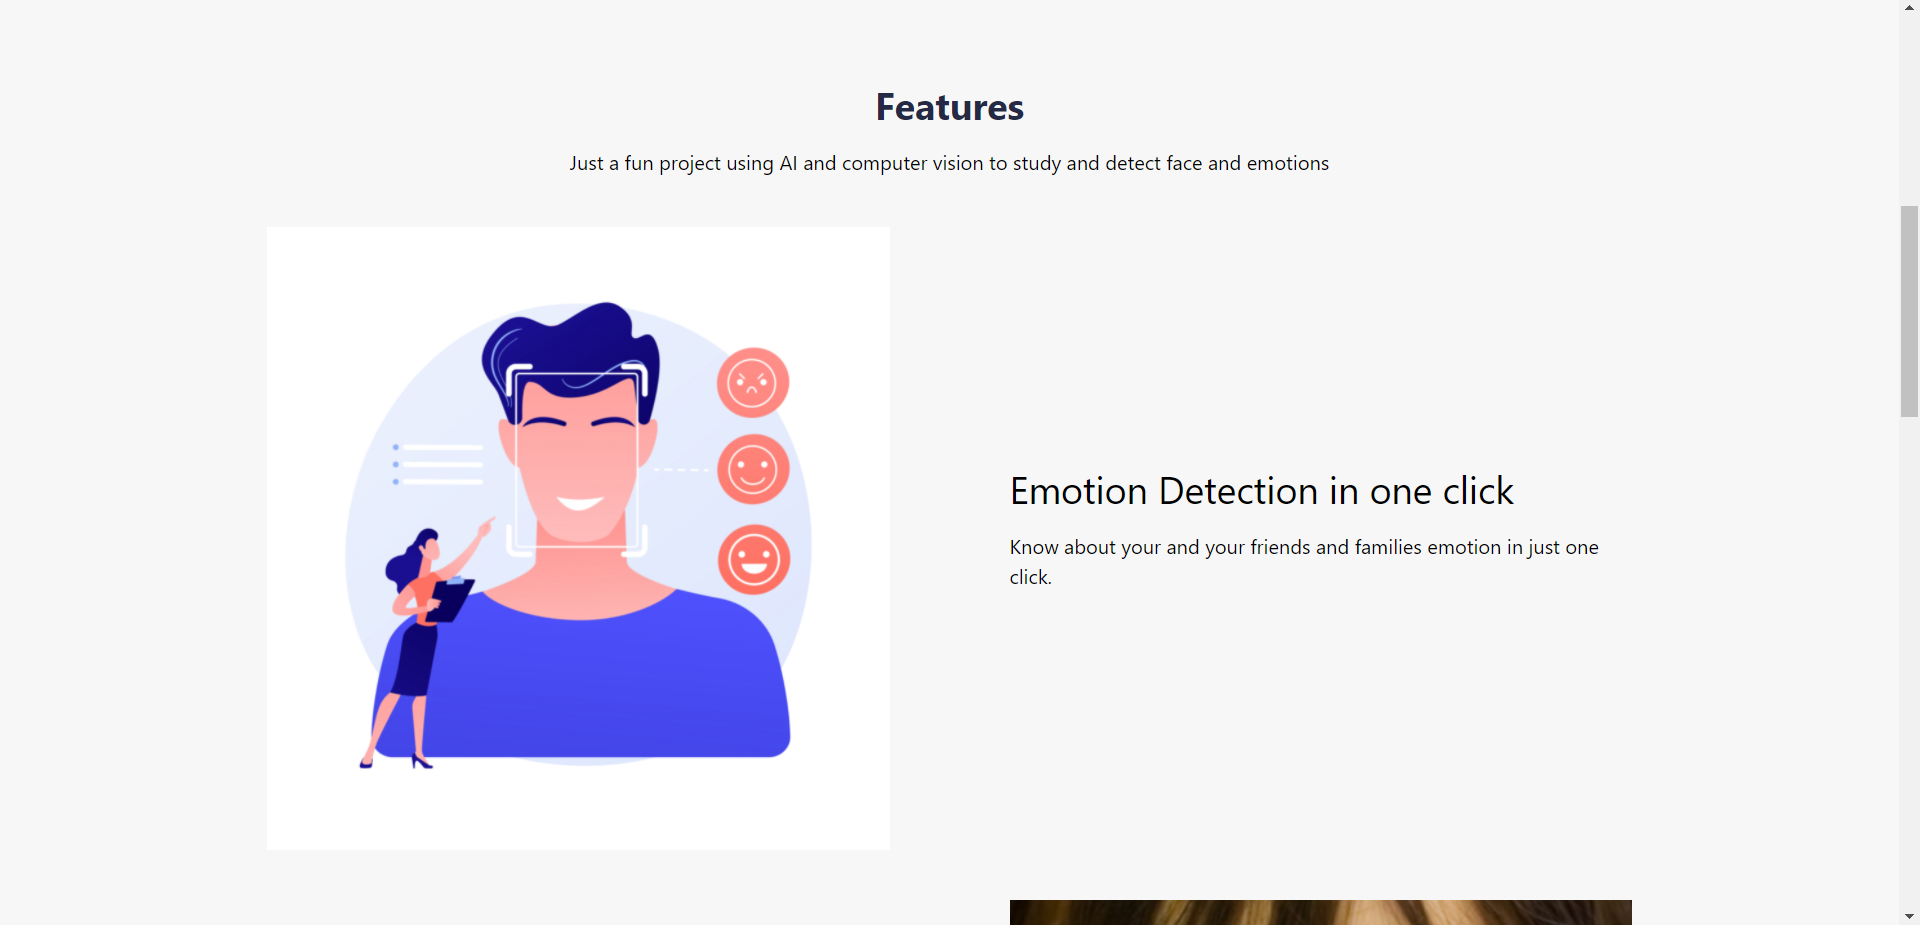 Features
Just a fun project using AI and computer vision to study and detect face and emotions
Emotion Detection in one click
Know about your and your friends and families emotion in just one
click.